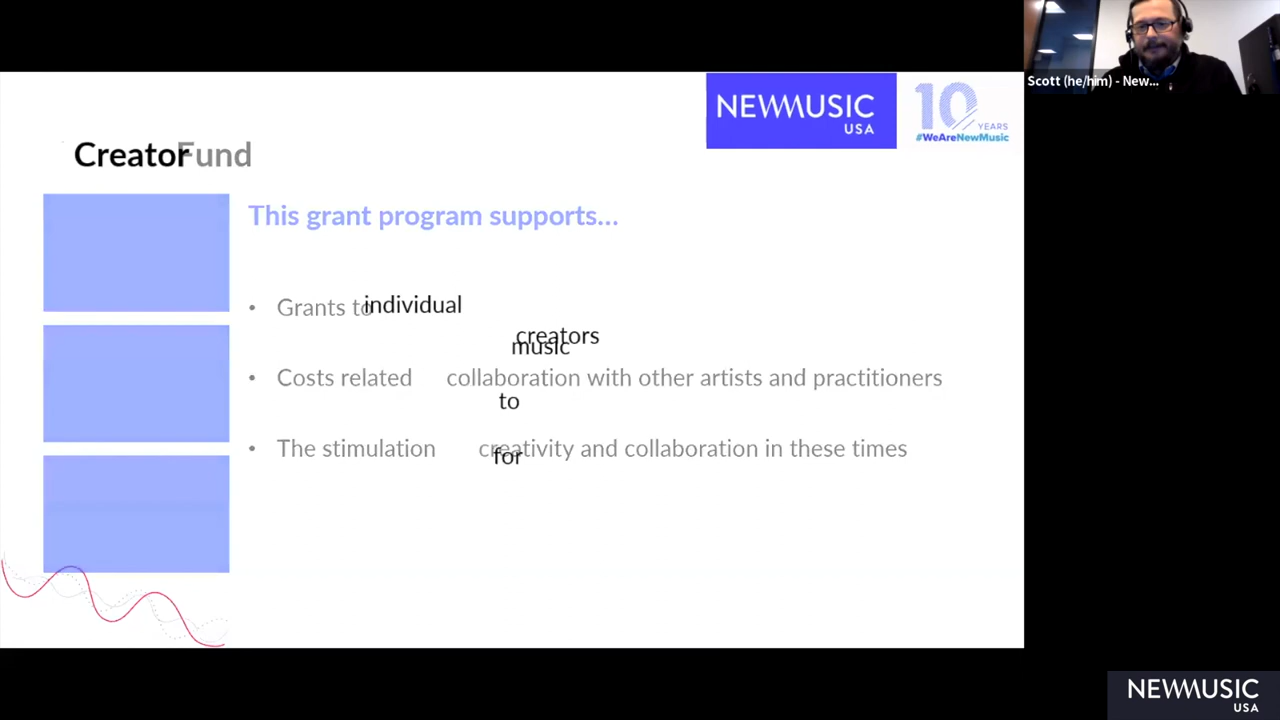 NEWMUSIC
USA
10
YEARS
#WeAreNewMusic
Scott (he/him) - New...
Creator Fund
This grant program supports...
• Grants to individual
creators
music
• Costs related collaboration with other artists and practitioners
to
• The stimulation creativity and collaboration in these times
for
NEWMUSIC
USA